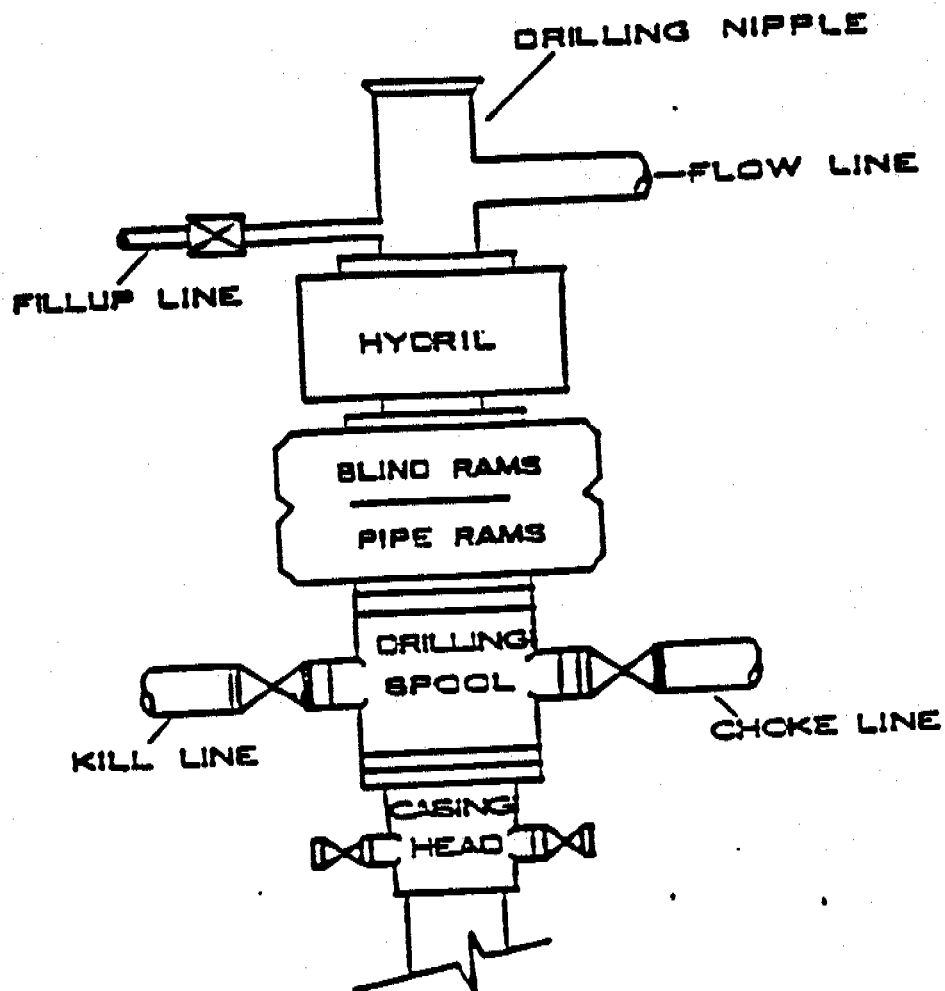 DRILLING NIPPLE
FLOW LINE
FILLUP LINE
HYDRIL
BLIND RAMS
PIPE RAMS
DRILLING
SPOOL
KILL LINE
CHOKE LINE
CASING
HEAD